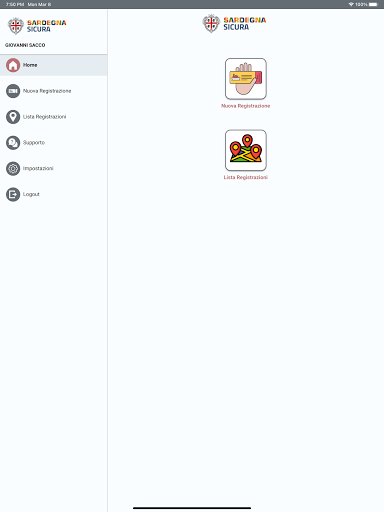 7:50 PM Mon Mar 8
100%
SARDEGNA
SICURA
GIOVANNI SACCO
Home
Nuova Registrazione
Lista Registrazioni
Supporto
Impostazioni
Logout
SARDEGNA
SICURA
Nuova Registrazione
Lista Registrazioni